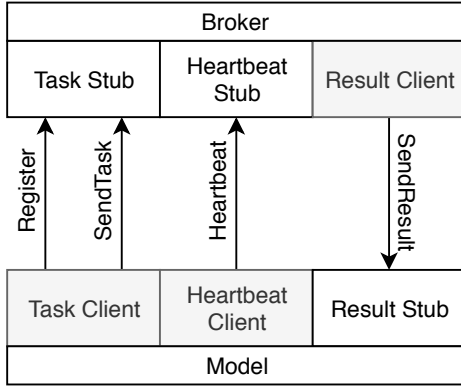 Broker
Task Stub
Heartbeat
Stub
Result Client
Register
SendTask
Heartbeat
SendResult
Task Client
Heartbeat
Client
Result Stub
Model